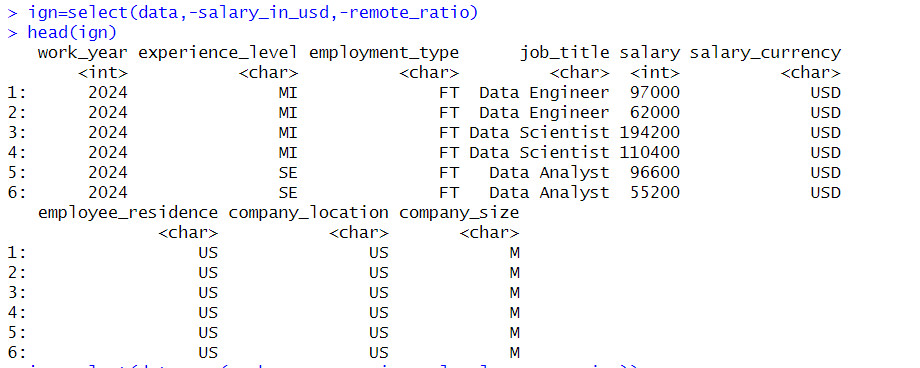 > ign=select(data,-salary_in_usd,-remote_ratio)
> head(ign)
work_year experience_level employment_type job_title salary salary_currency
<int> <char> <char> <char> <int> <char>
1: 2024 MI FT Data Engineer 97000 USD
2: 2024 MI FT Data Engineer 62000 USD
3: 2024 MI FT Data Scientist 194200 USD
4: 2024 MI FT Data Scientist 110400 USD
5: 2024 SE FT Data Analyst 96600 USD
6: 2024 SE FT Data Analyst 55200 USD
employee_residence company_location company_size
<char> <char> <char>
1: US US M
2: US US M
3: US US M
4: US US M
5: US US M
6: US US M